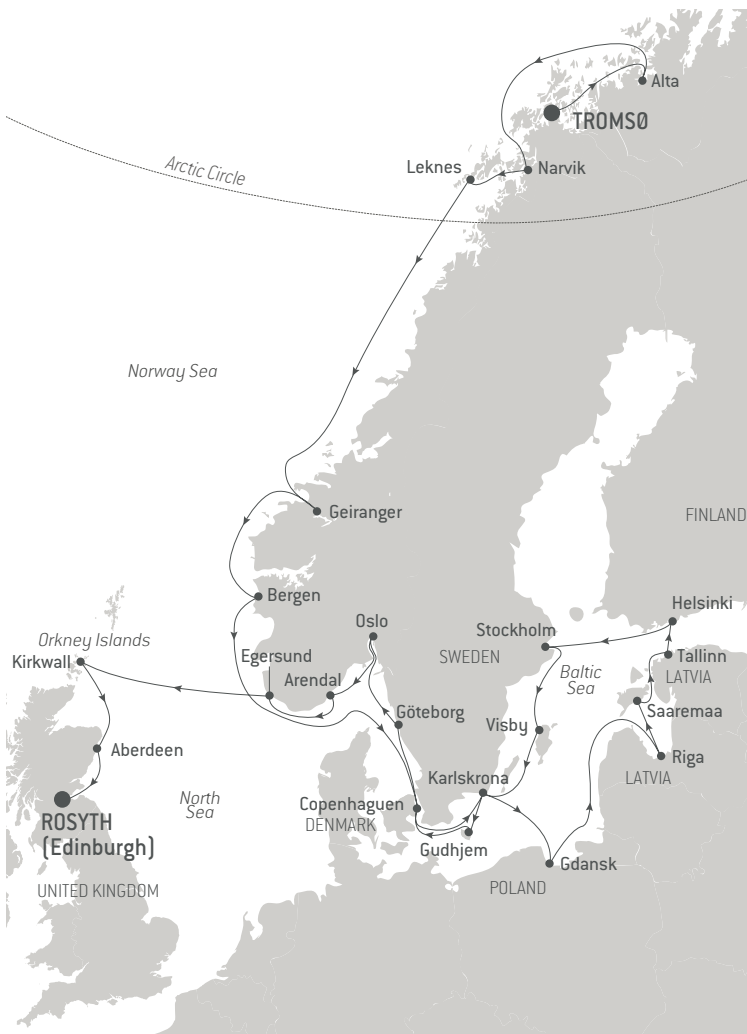 Alta
TROMSØ
Arctic Circle
Leknes
Narvik
Norway Sea
Geiranger
FINLAND
Bergen
Helsinki
Oslo
Stockholm
Orkney Islands
Kirkwall
Egersund
SWEDEN
Baltic
Sea
Tallinn
LATVIA
Arendal
Göteborg
Saaremaa
Visby
Aberdeen
Riga
Karlskrona
LATVIA
North
Sea
Copenhaguen
DENMARK
ROSYTH
(Edinburgh)
Gudhjem
Gdansk
UNITED KINGDOM
POLAND